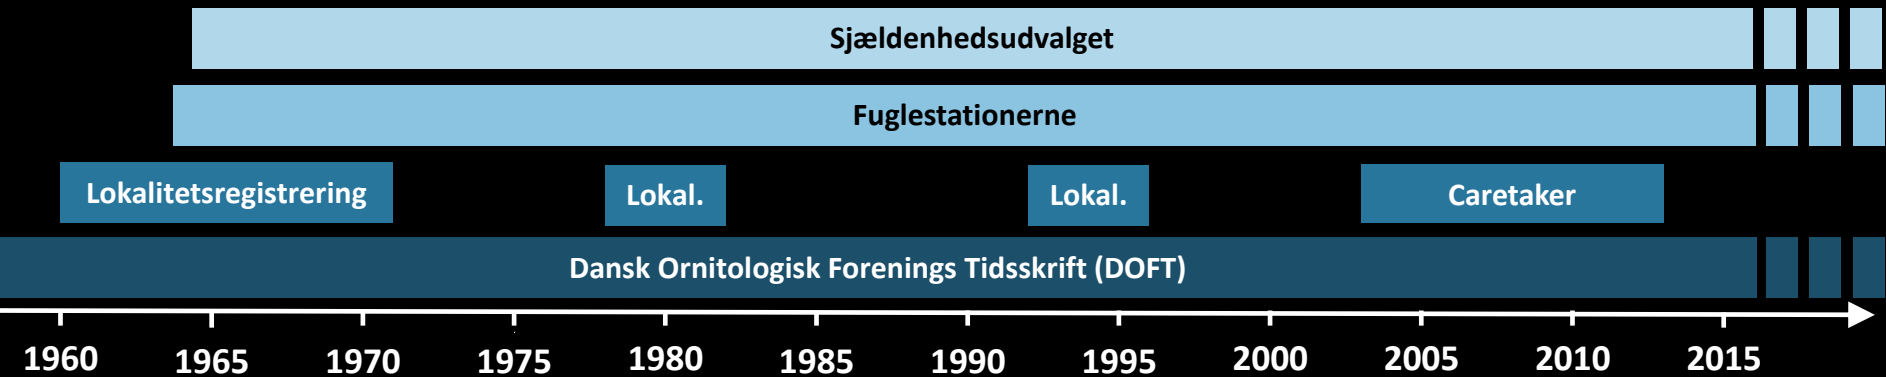 Sjældenhedsudvalget
Fuglestationerne
Lokalitetsregistrering Lokal. Lokal. Caretaker
Dansk Ornitologisk Forenings Tidsskrift (DOFT)
1960 1965 1970 1975 1980 1985 1990 1995 2000 2005 2010 2015